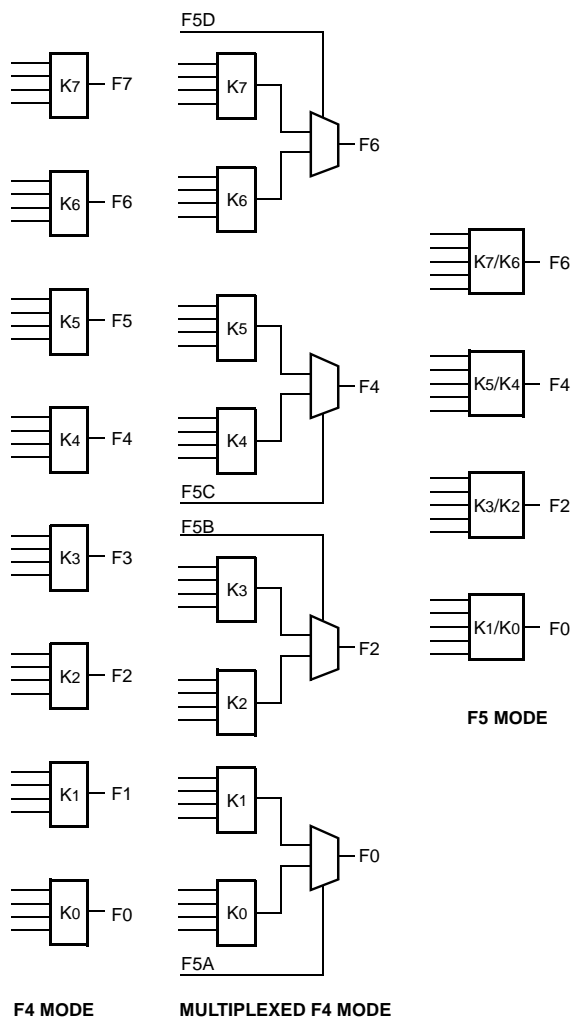 K7
F7
K6
F6
K5
F5
K4
F4
K3
F3
K2
F2
K1
F1
K0
F0
F4 MODE
F5D
K7
K6
F6
K5
K4
F4
F5C
F5B
K3
K2
F2
K1
K0
F0
F5A
MULTIPLEXED F4 MODE
K7/K6
F6
K5/K4
F4
K3/K2
F2
K1/K0
F0
F5 MODE